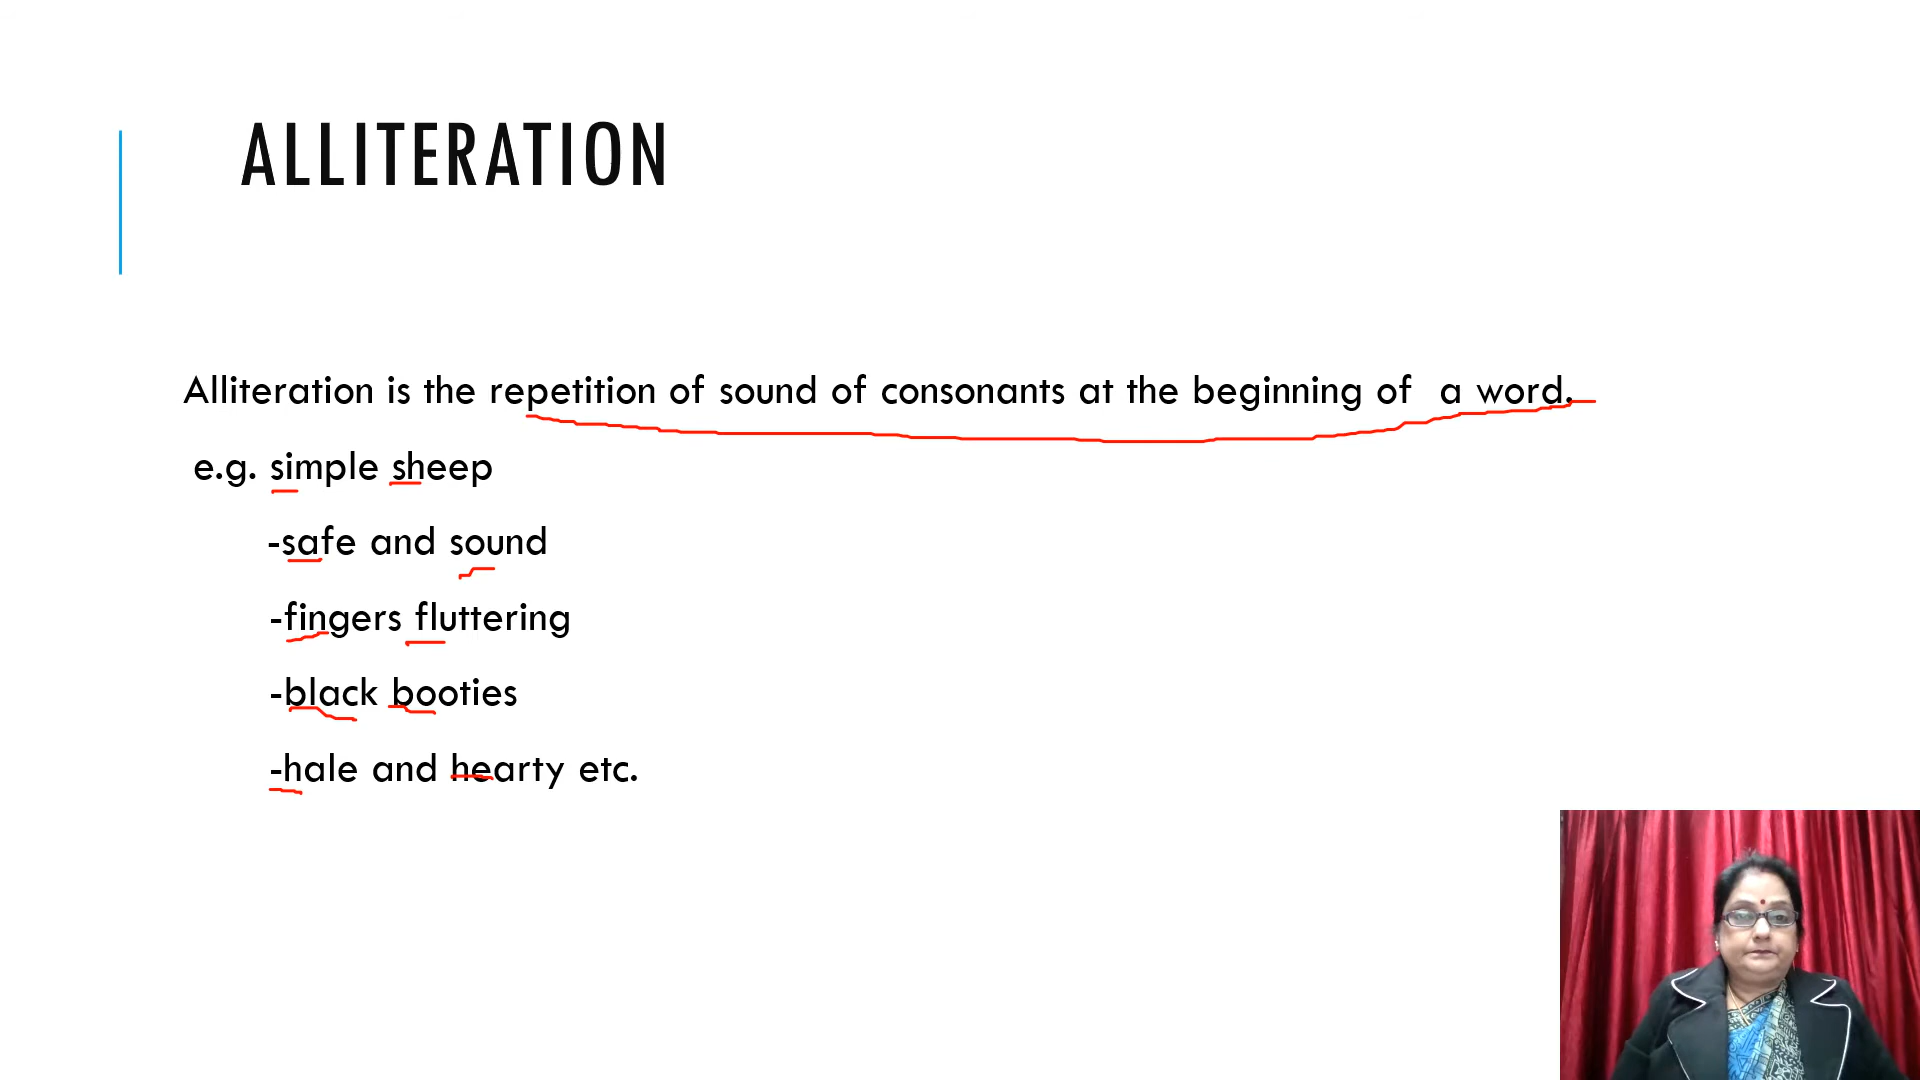 ALLITERATION
Alliteration is the repetition of sound of consonants at the beginning of a word.
e.g. simple sheep
-safe and sound
-fingers fluttering
-black booties
-hale and hearty etc.